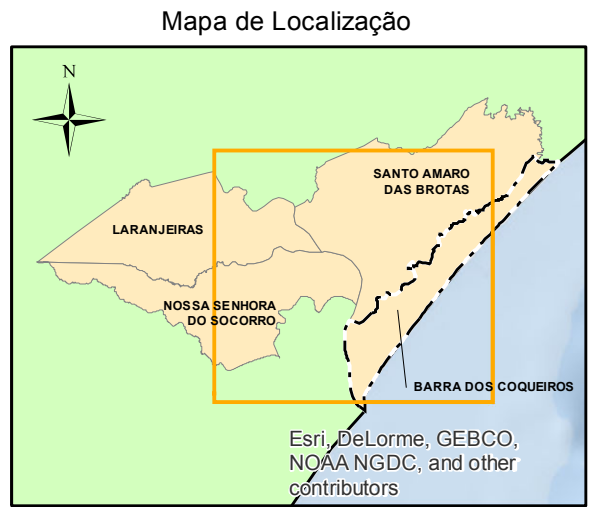 Mapa de Localização
N
SANTO AMARO
DAS BROTAS
LARANJEIRAS
NOSSA SENHORA
DO SOCORRO
BARRA DOS COQUEIROS
Esri, DeLorme, GEBCO,
NOAA NGDC, and other
contributors